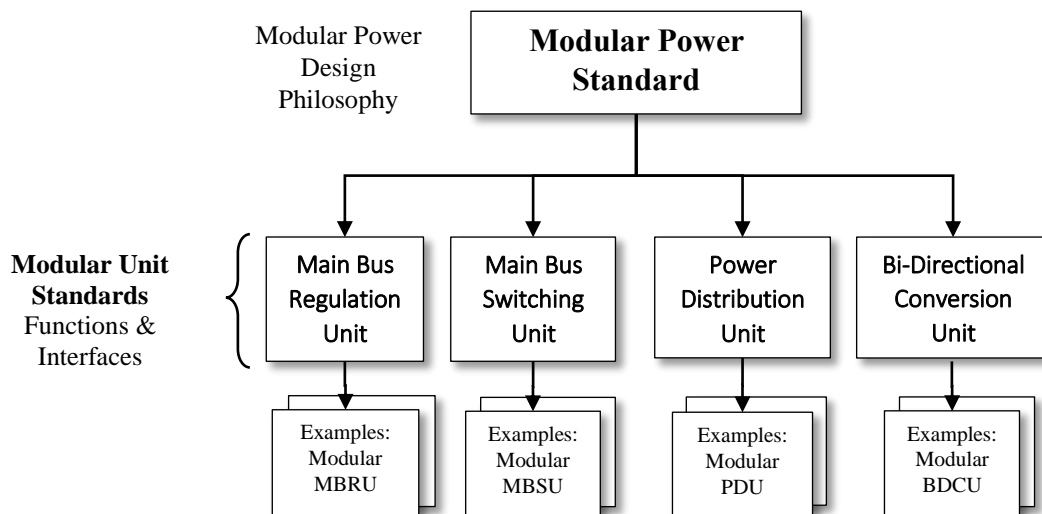 Modular Power
Design
Philosophy
Modular Power
Standard
Modular Unit
Standards
Functions &
Interfaces
Main Bus
Regulation
Unit
Main Bus
Switching
Unit
Power
Distribution
Unit
Bi-Directional
Conversion
Unit
Examples:
Modular
MBRU
Examples:
Modular
MBSU
Examples:
Modular
PDU
Examples:
Modular
BDCU